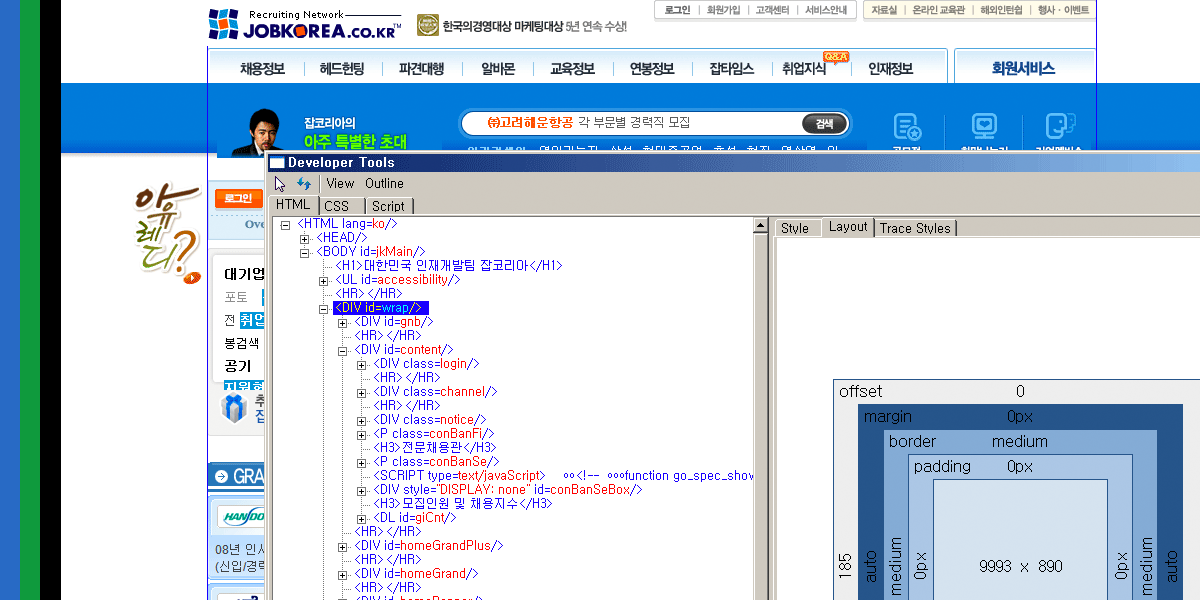 Recruiting Network
JOBKOREA.CO.KR™
한국의경영대상 마케팅대상 5년 연속 수상!
로그인 | 회원가입 | 고객센터 | 서비스안내
자료실 | 온라인 교육관 | 해외인턴쉽 | 행사·이벤트
채용정보 헤드헌팅 파견대행 알바몬 교육정보 연봉정보 잡타임스 취업지식 Q&A 인재정보 회원서비스
잡코리아의
아주 특별한 초대
㈜고려해운항공 각 부문별 경력직 모집 검색
아유
레디?
로그인
대기업
포토
전 취업
봉검색
공기
GRA
HANSOO
08년 인사
(신입/경력
Developer Tools
View Outline
HTML CSS Script
<HTML lang=ko/>
<HEAD/>
<BODY id=jkMain/>
<H1>대한민국 인재개발팀 잡코리아</H1>
<UL id=accessibility/>
<HR></HR>
<DIV id=wrap/>
<DIV id=gnb/>
<HR></HR>
<DIV id=content/>
<DIV class=login/>
<HR></HR>
<DIV class=channel/>
<HR></HR>
<DIV class=notice/>
<P class=conBanFi/>
<H3>전문채용관</H3>
<P class=conBanSe/>
<SCRIPT type=text/javaScript> <!-- function go_spec_shov
<DIV style="DISPLAY: none" id=conBanSeBox/>
<H3>모집인원 및 채용지수</H3>
<DL id=giCnt/>
<HR></HR>
<DIV id=homeGrandPlus/>
<HR></HR>
<DIV id=homeGrand/>
<HR></HR>
Style Layout Trace Styles
offset 0
margin 0px
border medium
padding 0px
185 auto medium 0px 9993 x 890 0px medium auto